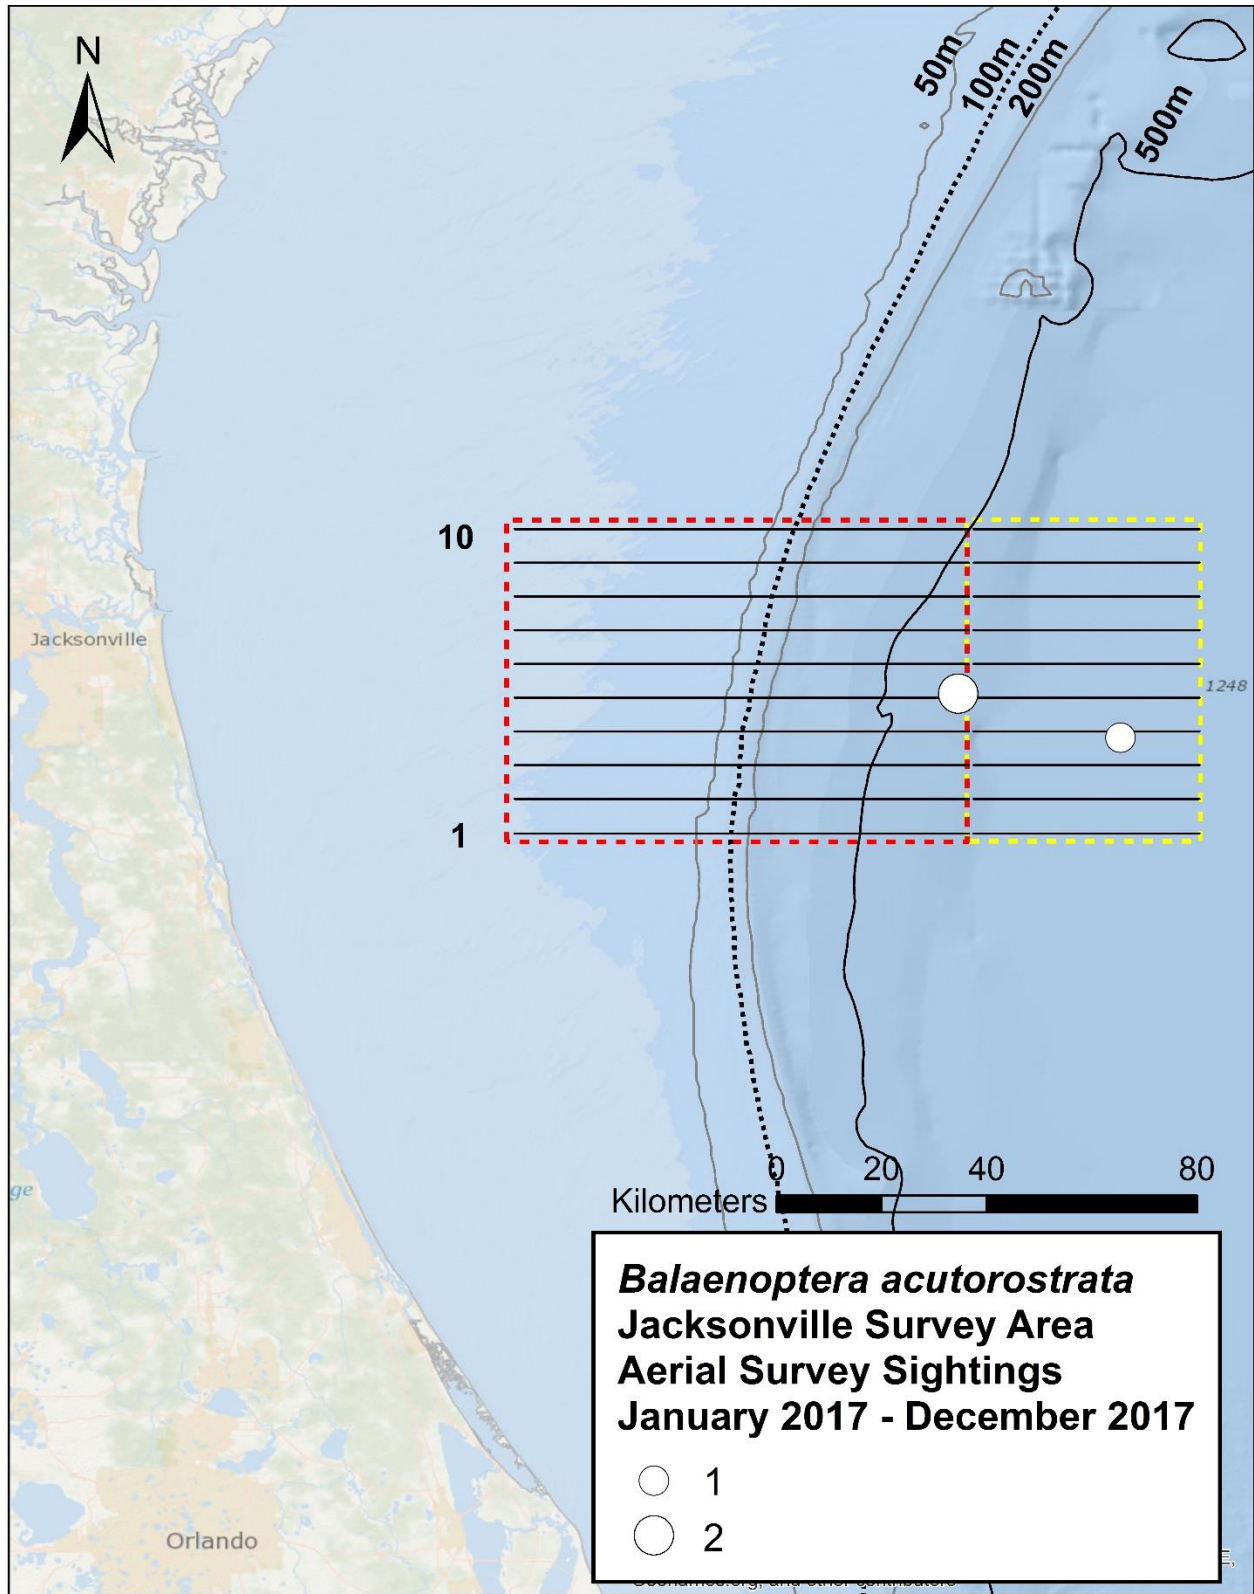 N
50m
100m
200m
500m
10
Jacksonville
1248
1
ge
0 20 40 80
Kilometers
Balaenoptera acutorostrata
Jacksonville Survey Area
Aerial Survey Sightings
January 2017 - December 2017
1
2
Orlando